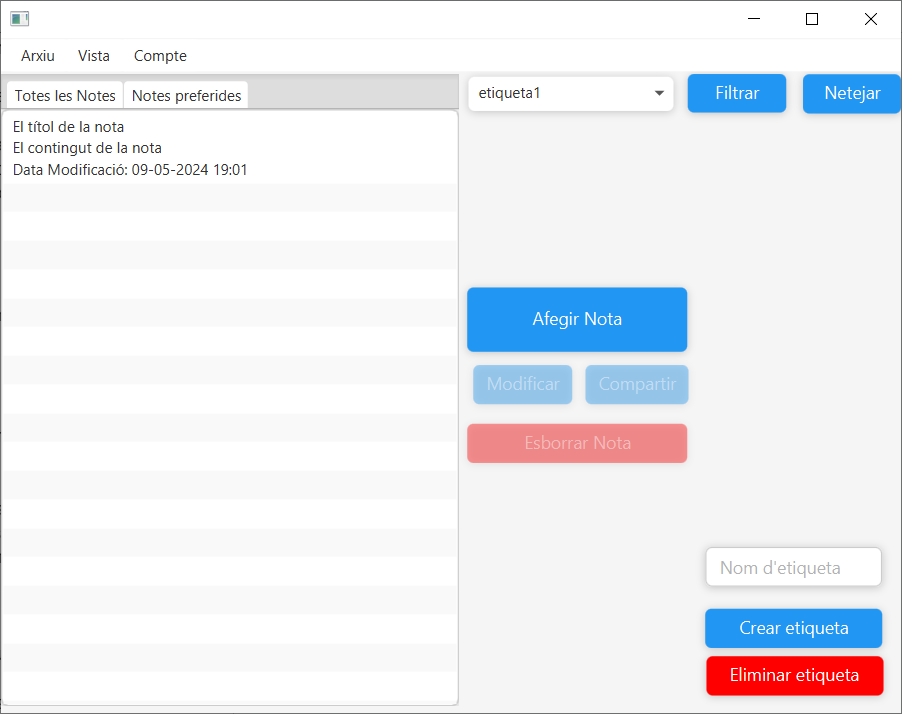 Arxiu Vista Compte
Totes les Notes Notes preferides
etiqueta1 Filtrar Netejar
El títol de la nota
El contingut de la nota
Data Modificació: 09-05-2024 19:01
Afegir Nota
Modificar Compartir
Esborrar Nota
Nom d'etiqueta
Crear etiqueta
Eliminar etiqueta